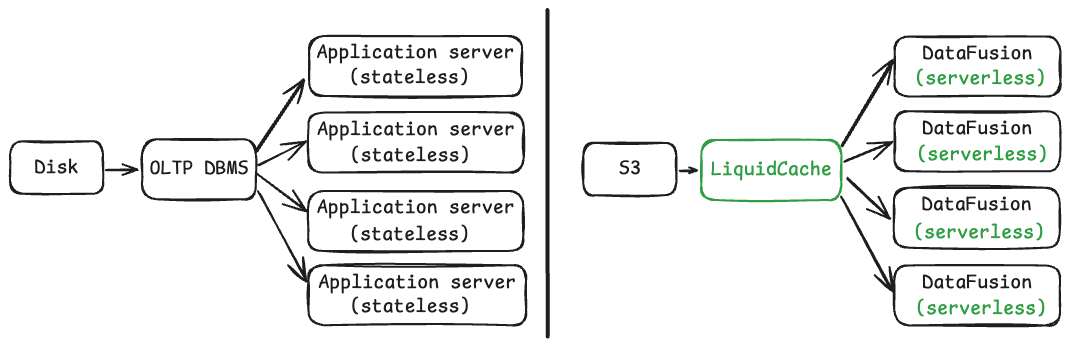 Disk
OLTP DBMS
Application server
(stateless)
Application server
(stateless)
Application server
(stateless)
Application server
(stateless)
S3
LiquidCache
DataFusion
(serverless)
DataFusion
(serverless)
DataFusion
(serverless)
DataFusion
(serverless)